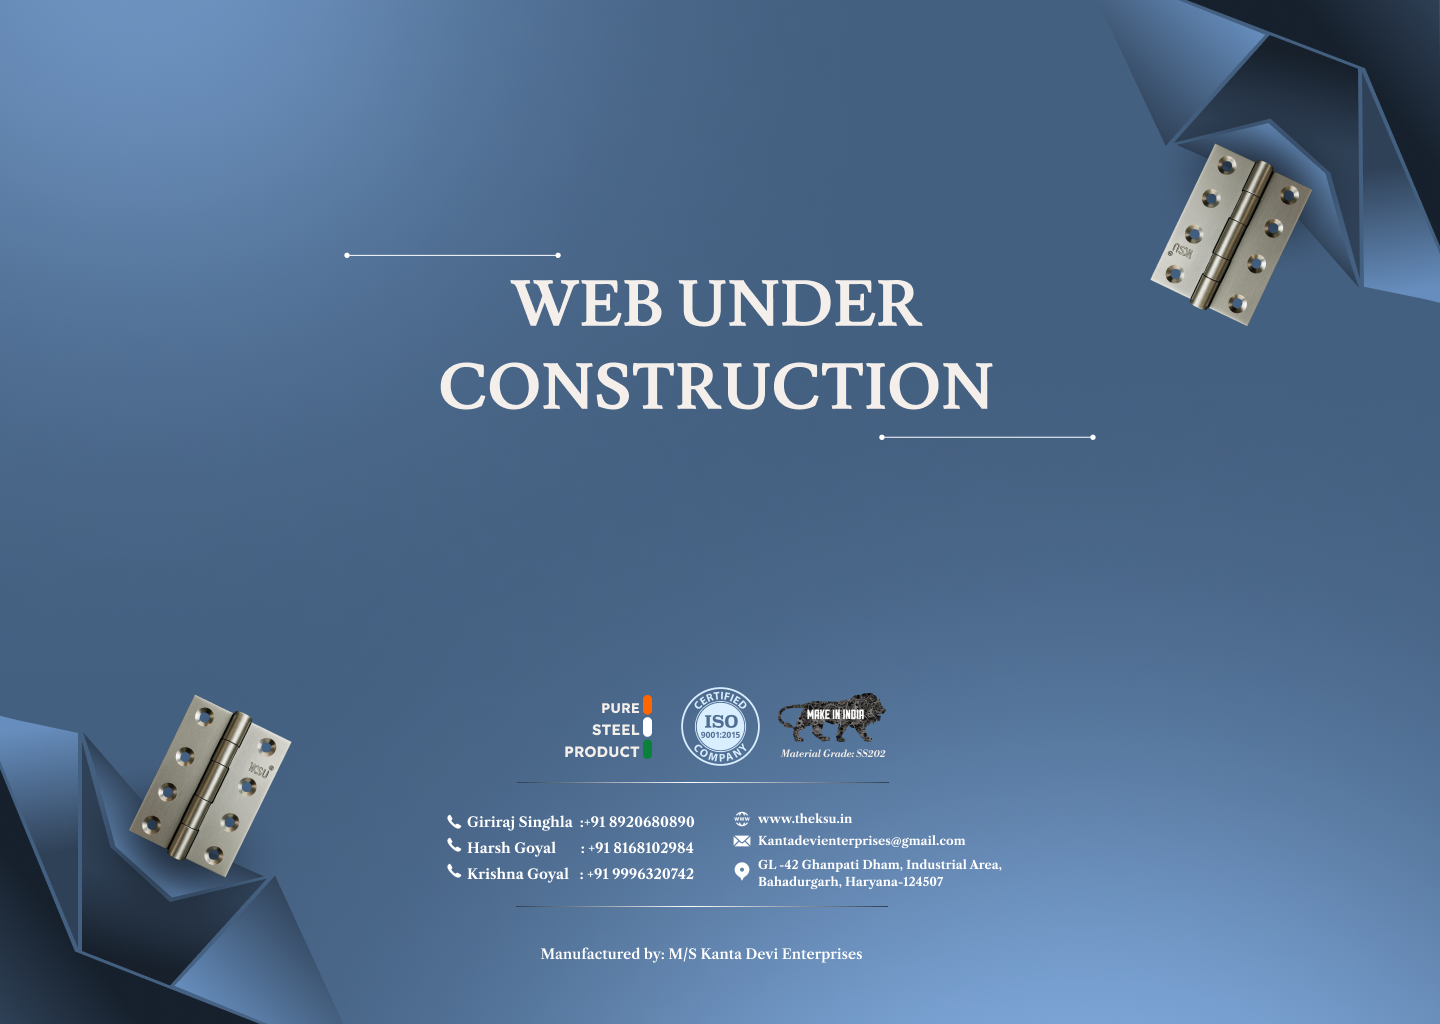 KSU
WEB UNDER
CONSTRUCTION
KSU
PURE
STEEL
PRODUCT
CERTIFIED
ISO
9001:2015
COMPANY
MAKE IN INDIA
Material Grade: SS202
Giriraj Singhla :+91 8920680890
Harsh Goyal : +91 8168102984
Krishna Goyal : +91 9996320742
www
www.theksu.in
Kantadevienterprises@gmail.com
GL -42 Ghanpati Dham, Industrial Area,
Bahadurgarh, Haryana-124507
Manufactured by: M/S Kanta Devi Enterprises